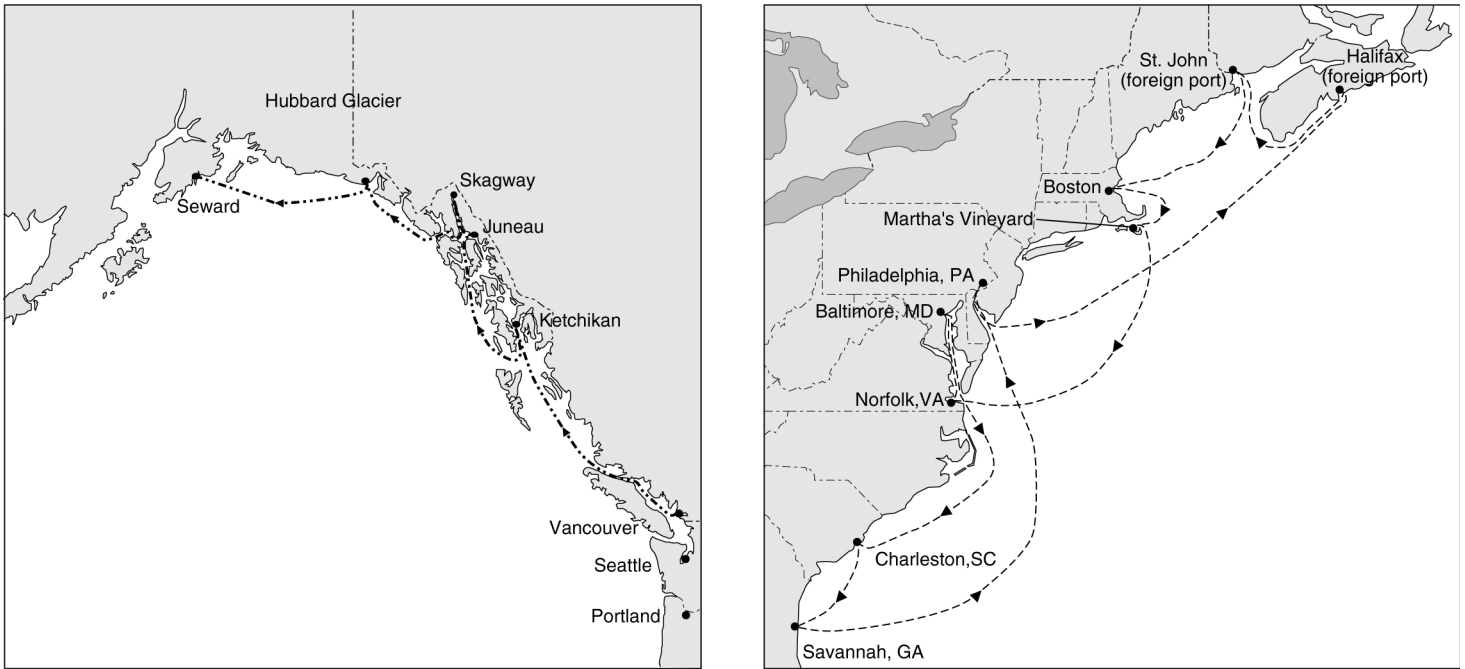 Hubbard Glacier
Skagway
Seward
Juneau
Ketchikan
Vancouver
Seattle
Portland
St. John
(foreign port)
Halifax
(foreign port)
Boston
Martha's Vineyard
Philadelphia, PA
Baltimore, MD
Norfolk,VA
Charleston,SC
Savannah, GA